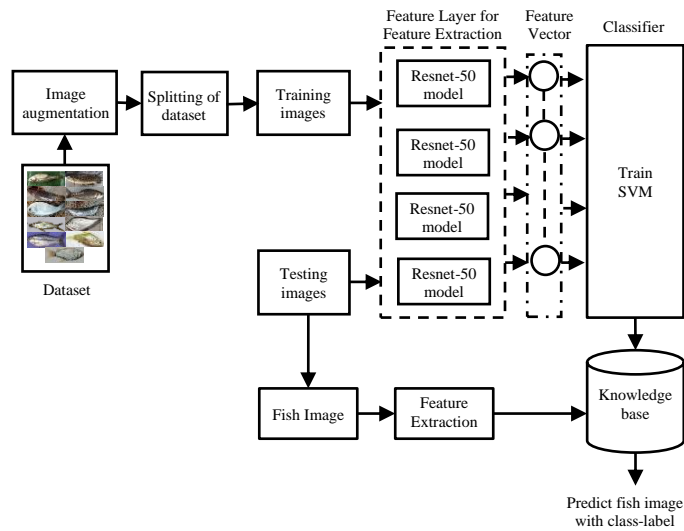 Feature Layer for
Feature Extraction
Feature
Vector
Classifier
Image
augmentation
Splitting of
dataset
Training
images
Resnet-50
model
Resnet-50
model
Resnet-50
model
Resnet-50
model
Train
SVM
Dataset
Testing
images
Fish Image
Feature
Extraction
Knowledge
base
Predict fish image
with class-label